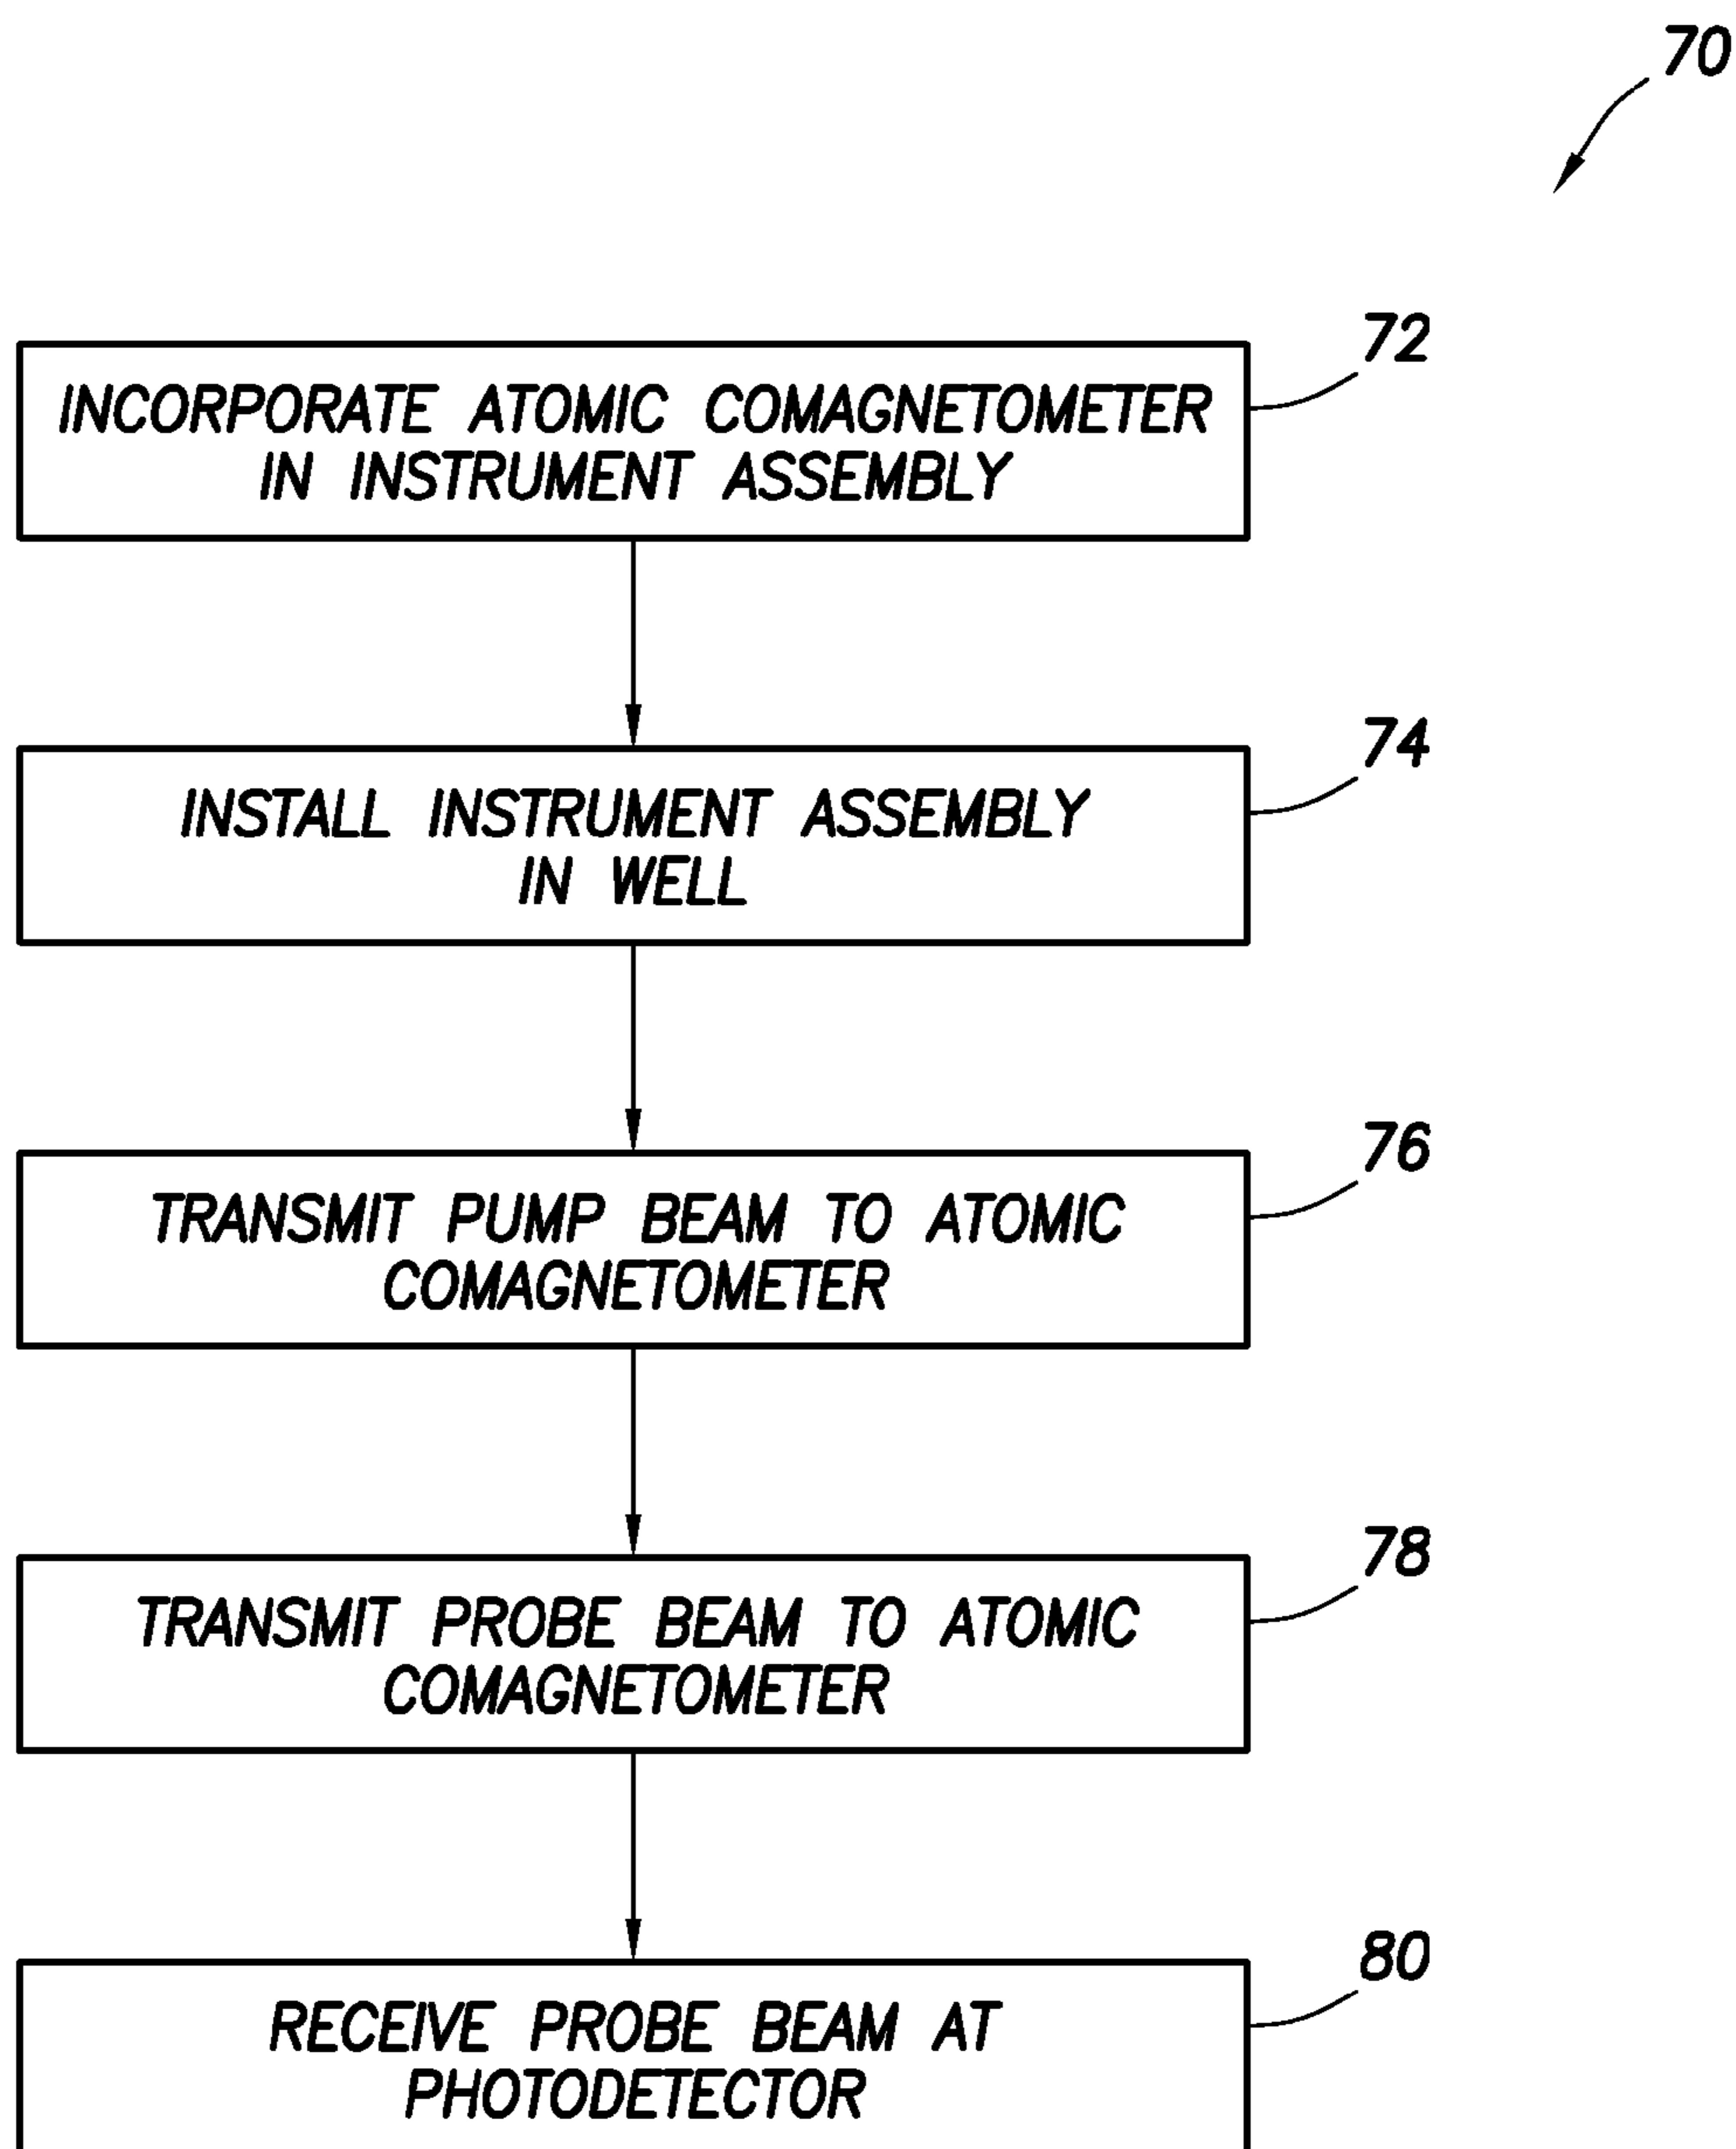 70
72
INCORPORATE ATOMIC COMAGNETOMETER
IN INSTRUMENT ASSEMBLY
74
INSTALL INSTRUMENT ASSEMBLY
IN WELL
76
TRANSMIT PUMP BEAM TO ATOMIC
COMAGNETOMETER
78
TRANSMIT PROBE BEAM TO ATOMIC
COMAGNETOMETER
80
RECEIVE PROBE BEAM AT
PHOTODETECTOR